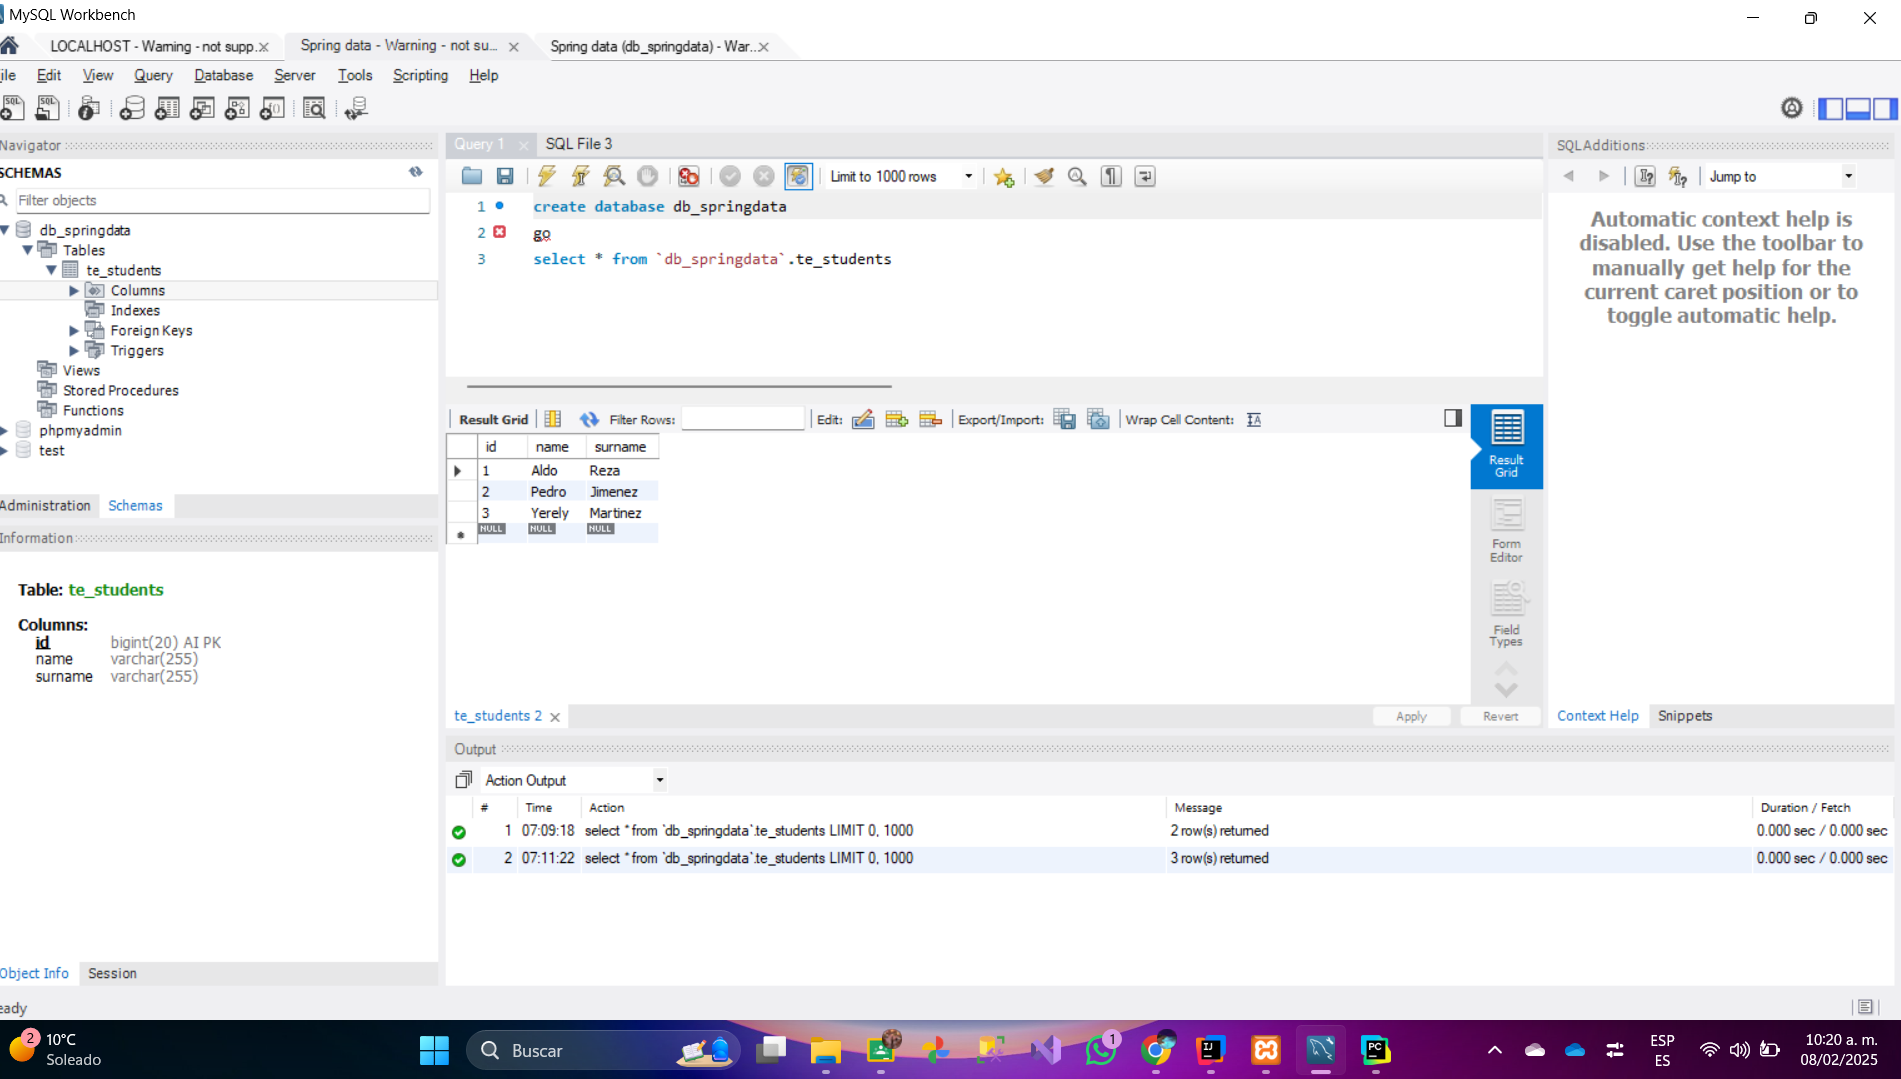 MySQL Workbench
LOCALHOST - Warning - not supp.
Spring data - Warning - not su...
Spring data (db_springdata) - War...
ile Edit View Query Database Server Tools Scripting Help
Navigator
SCHEMAS
Filter objects
db_springdata
Tables
te_students
Columns
Indexes
Foreign Keys
Triggers
Views
Stored Procedures
Functions
phpmyadmin
test
Administration Schemas
Information
Table: te_students
Columns:
id bigint(20) AI PK
name varchar(255)
surname varchar(255)
Object Info Session
eady
Query 1 SQL File 3
Limit to 1000 rows
1 create database db_springdata
2 go
3 select * from `db_springdata`.te_students
Result Grid Filter Rows: Edit: Export/Import: Wrap Cell Content:
id name surname
1 Aldo Reza
2 Pedro Jimenez
3 Yerely Martinez
NULL NULL NULL
Result Grid
Form Editor
Field Types
te_students 2
Apply Revert
Output
Action Output
# Time Action Message Duration / Fetch
1 07:09:18 select * from `db_springdata`.te_students LIMIT 0, 1000 2 row(s) returned 0.000 sec / 0.000 sec
2 07:11:22 select * from `db_springdata`.te_students LIMIT 0, 1000 3 row(s) returned 0.000 sec / 0.000 sec
SQLAdditions
Jump to
Automatic context help is
disabled. Use the toolbar to
manually get help for the
current caret position or to
toggle automatic help.
Context Help Snippets
2
10°C
Soleado
Buscar
1
ESP
ES
10:20 a. m.
08/02/2025